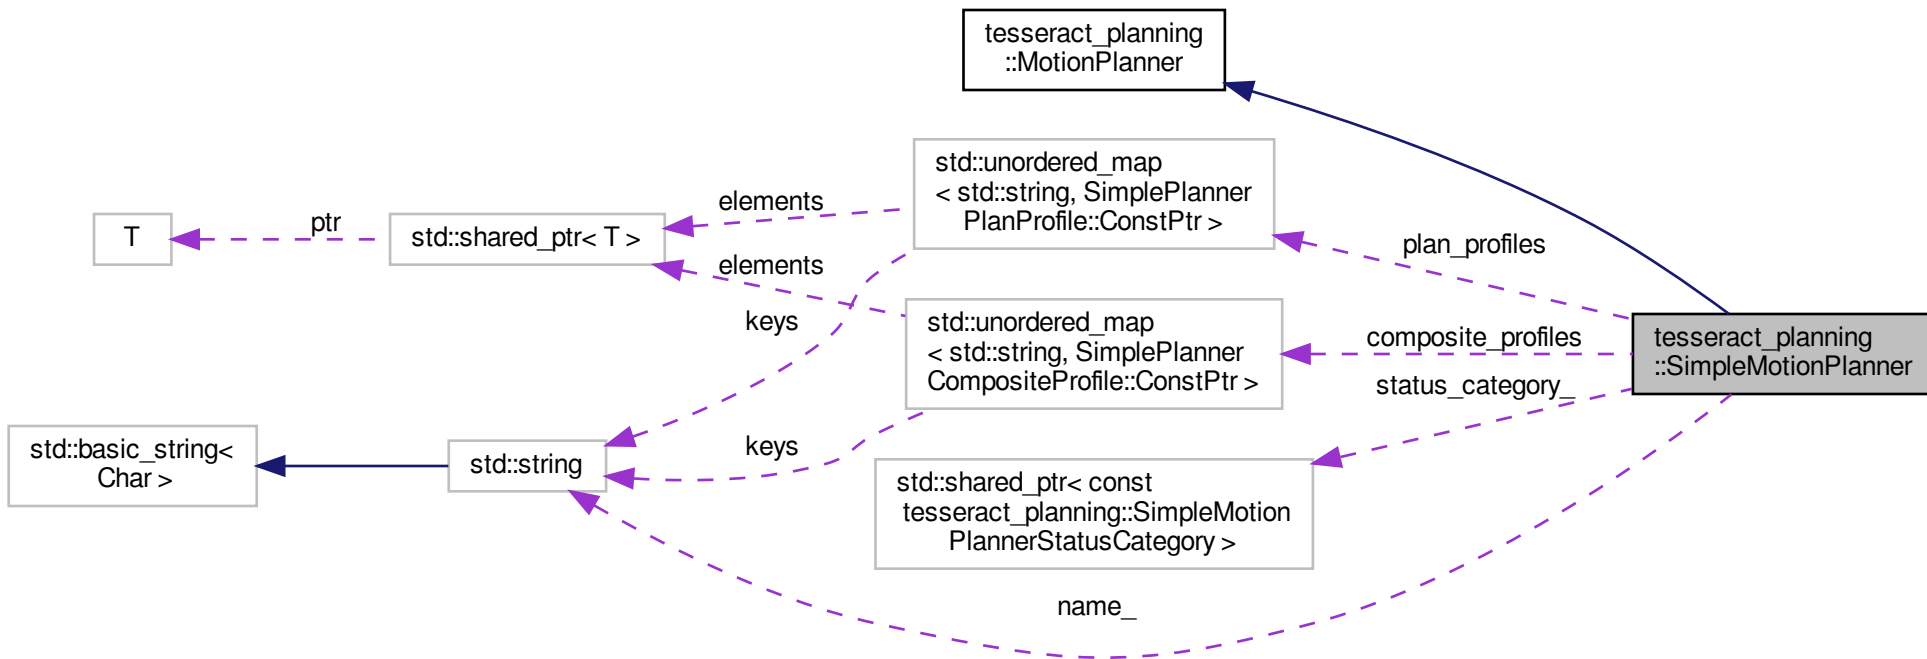 tesseract_planning
::MotionPlanner
std::unordered_map
< std::string, SimplePlanner
PlanProfile::ConstPtr >
elements
ptr
T
std::shared_ptr< T >
plan_profiles
elements
keys
std::unordered_map
< std::string, SimplePlanner
CompositeProfile::ConstPtr >
composite_profiles
tesseract_planning
::SimpleMotionPlanner
status_category_
std::basic_string<
Char >
std::string
keys
std::shared_ptr< const
tesseract_planning::SimpleMotion
PlannerStatusCategory >
name_